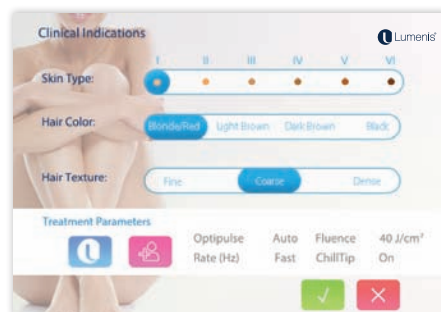 Clinical Indications
Lumenis®
I II III IV V VI
Skin Type:
Hair Color: Blonde/Red Light Brown Dark Brown Black
Hair Texture: Fine Coarse Dense
Treatment Parameters
Optipulse Auto Fluence 40 J/cm²
Rate (Hz) Fast ChillTip On